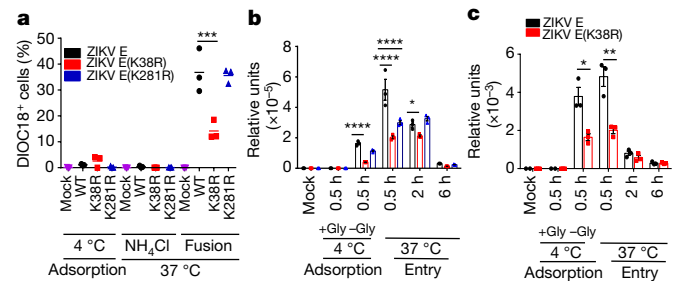 a
ZIKV E
ZIKV E(K38R)
ZIKV E(K281R)
***
DIOC18+ cells (%)
50
40
30
20
10
0
Mock
WT
K38R
K281R
Mock
WT
K38R
K281R
Mock
WT
K38R
K281R
4 °C
NH4Cl
Fusion
Adsorption
37 °C
b
Relative units
(×10−5)
8
6
4
2
0
****
****
****
*
Mock
0.5 h
0.5 h
0.5 h
2 h
6 h
+Gly –Gly
4 °C
37 °C
Adsorption
Entry
c
ZIKV E
ZIKV E(K38R)
Relative units
(×10−3)
6
4
2
0
*
**
Mock
0.5 h
0.5 h
0.5 h
2 h
6 h
+Gly –Gly
4 °C
37 °C
Adsorption
Entry